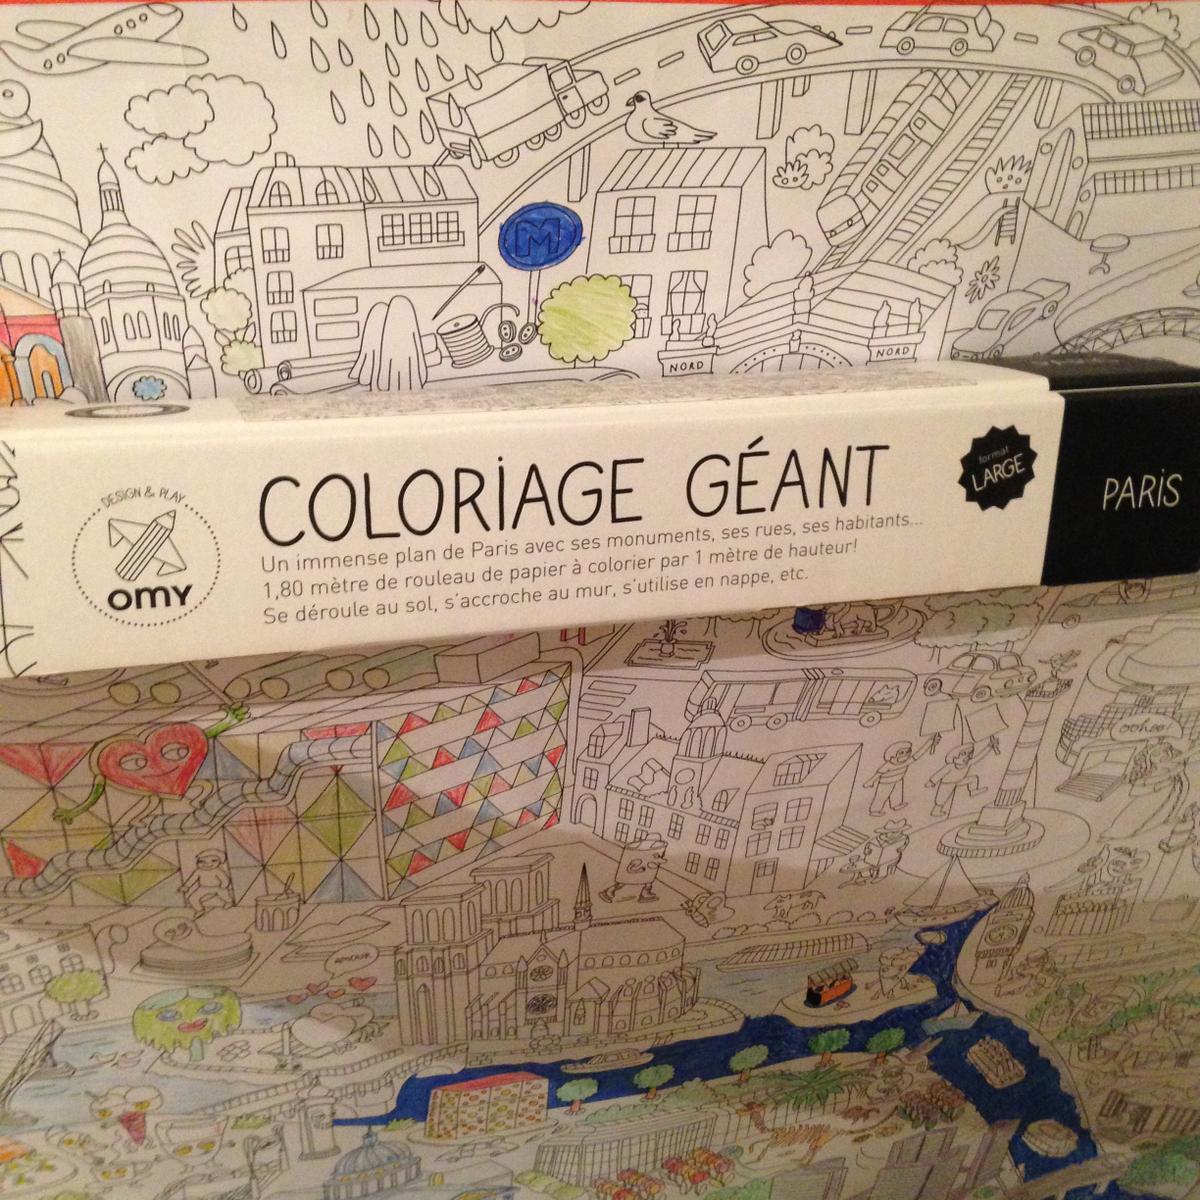 M
NORD
NORD
DESIGN & PLAY
OMY
COLORIAGE GÉANT
Un immense plan de Paris avec ses monuments, ses rues, ses habitants...
1,80 mètre de rouleau de papier à colorier par 1 mètre de hauteur!
Se déroule au sol, s'accroche au mur, s'utilise en nappe, etc.
format
LARGE
PARIS
oohoo!
AMOUR